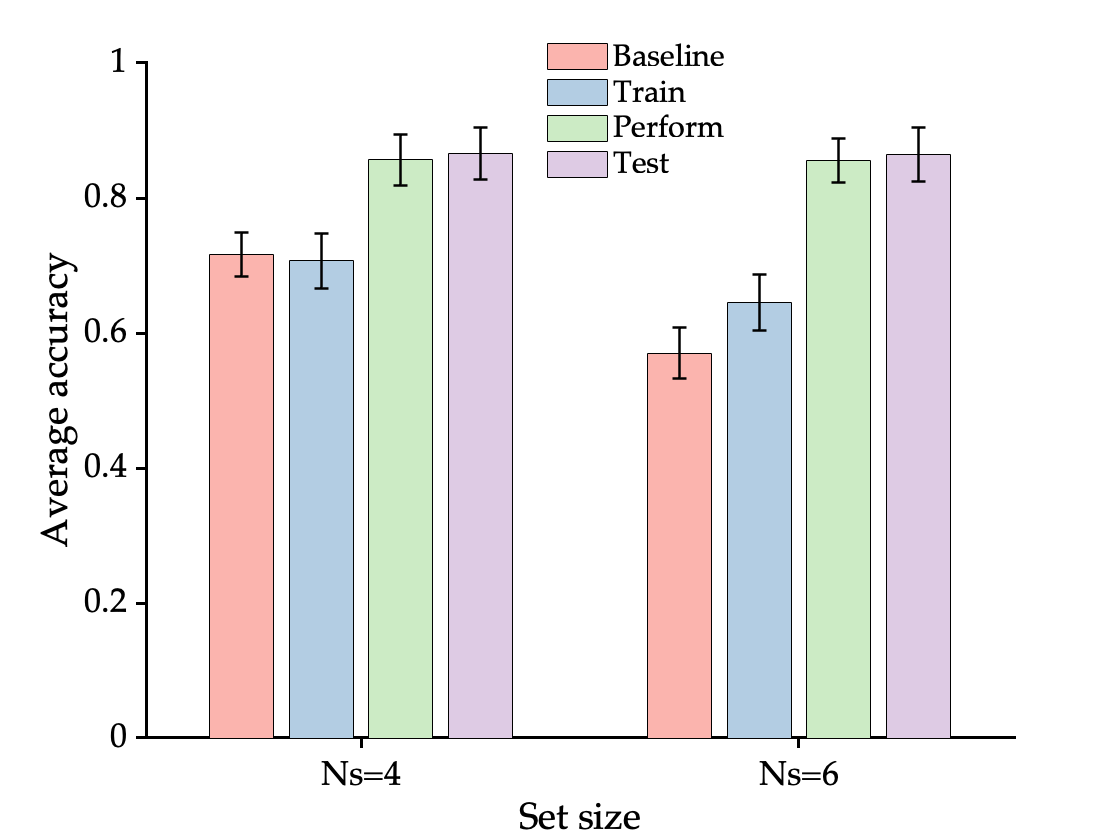 Baseline
Train
Perform
Test
1
0.8
0.6
0.4
0.2
0
Average accuracy
Ns=4
Ns=6
Set size